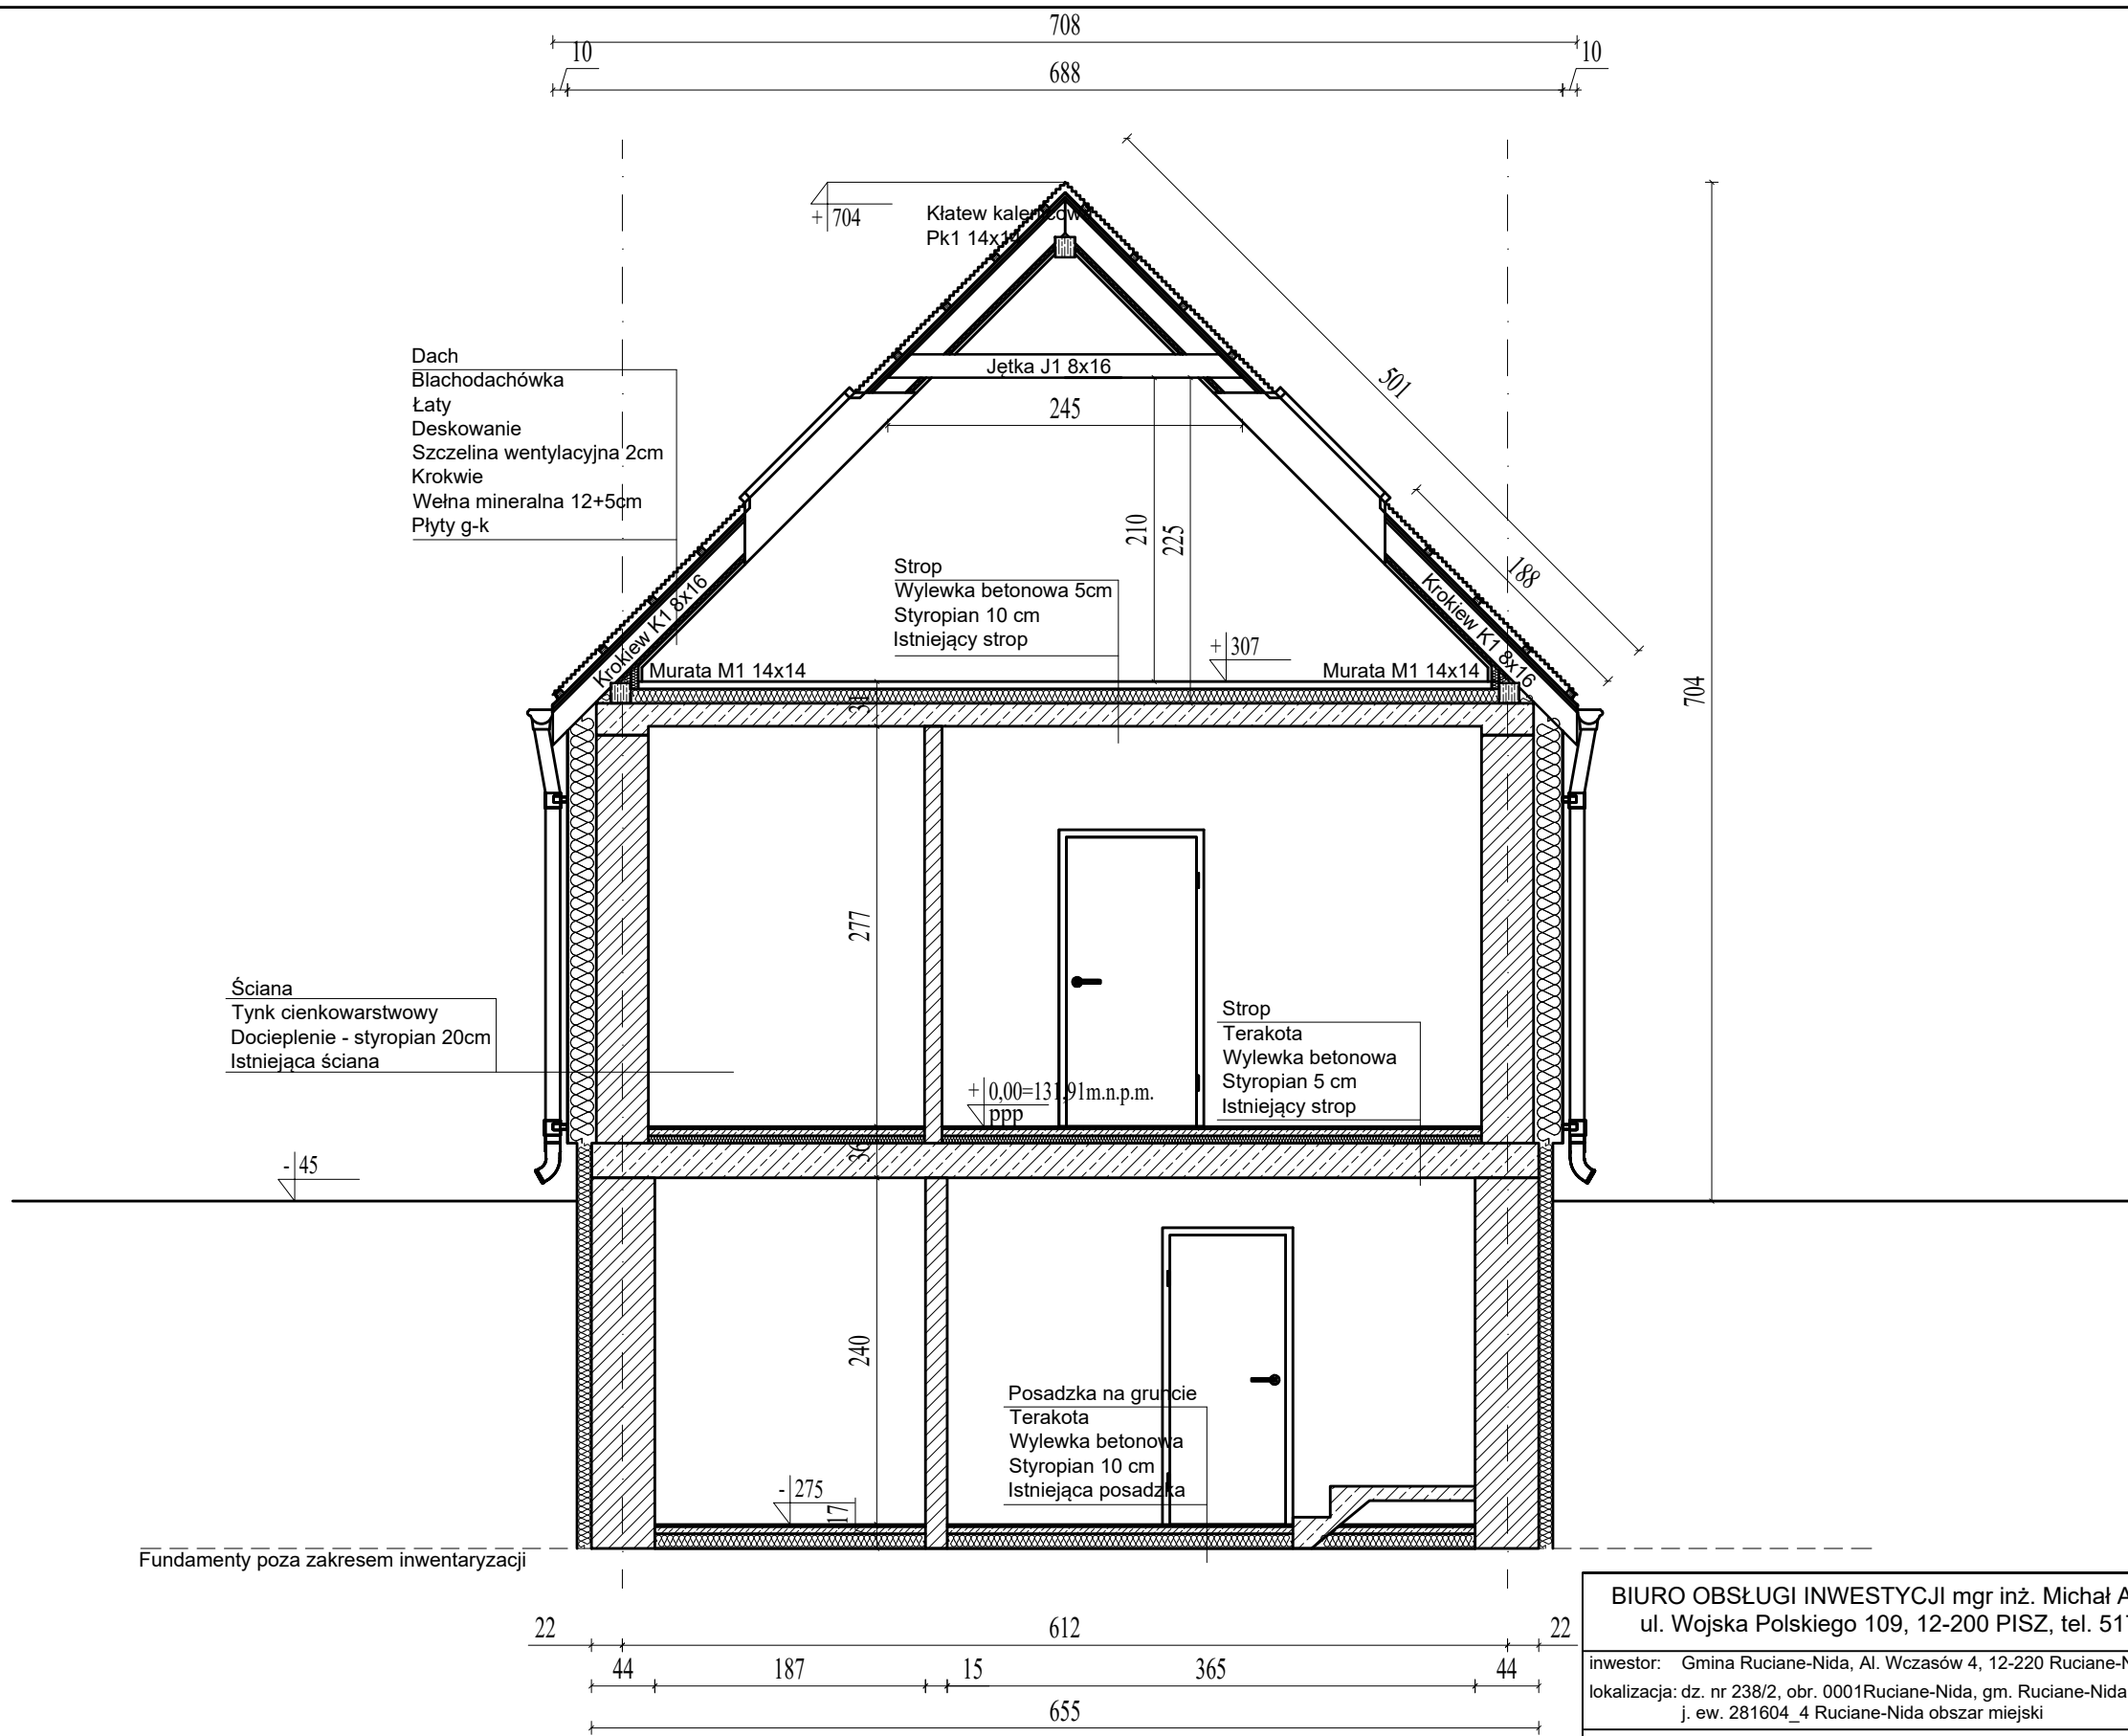 708
10
10
688
+ 704
Kłatew kalenicowa
Pk1 14x14
Dach
Blachodachówka
Łaty
Deskowanie
Szczelina wentylacyjna 2cm
Krokwie
Wełna mineralna 12+5cm
Płyty g-k
Jętka J1 8x16
245
501
188
210
225
704
Strop
Wylewka betonowa 5cm
Styropian 10 cm
Istniejący strop
+ 307
Krokiew K1 8x16
Krokiew K1 8x16
Murata M1 14x14
Murata M1 14x14
31
277
Ściana
Tynk cienkowarstwowy
Docieplenie - styropian 20cm
Istniejąca ściana
Strop
Terakota
Wylewka betonowa
Styropian 5 cm
Istniejący strop
+ 0,00=131,91m.n.p.m.
ppp
36
- 45
240
Posadzka na gruncie
Terakota
Wylewka betonowa
Styropian 10 cm
Istniejąca posadzka
- 275
17
Fundamenty poza zakresem inwentaryzacji
22
612
22
44
187
15
365
44
655
BIURO OBSŁUGI INWESTYCJI mgr inż. Michał A
ul. Wojska Polskiego 109, 12-200 PISZ, tel. 517
inwestor: Gmina Ruciane-Nida, Al. Wczasów 4, 12-220 Ruciane-N
lokalizacja: dz. nr 238/2, obr. 0001Ruciane-Nida, gm. Ruciane-Nida
j. ew. 281604_4 Ruciane-Nida obszar miejski